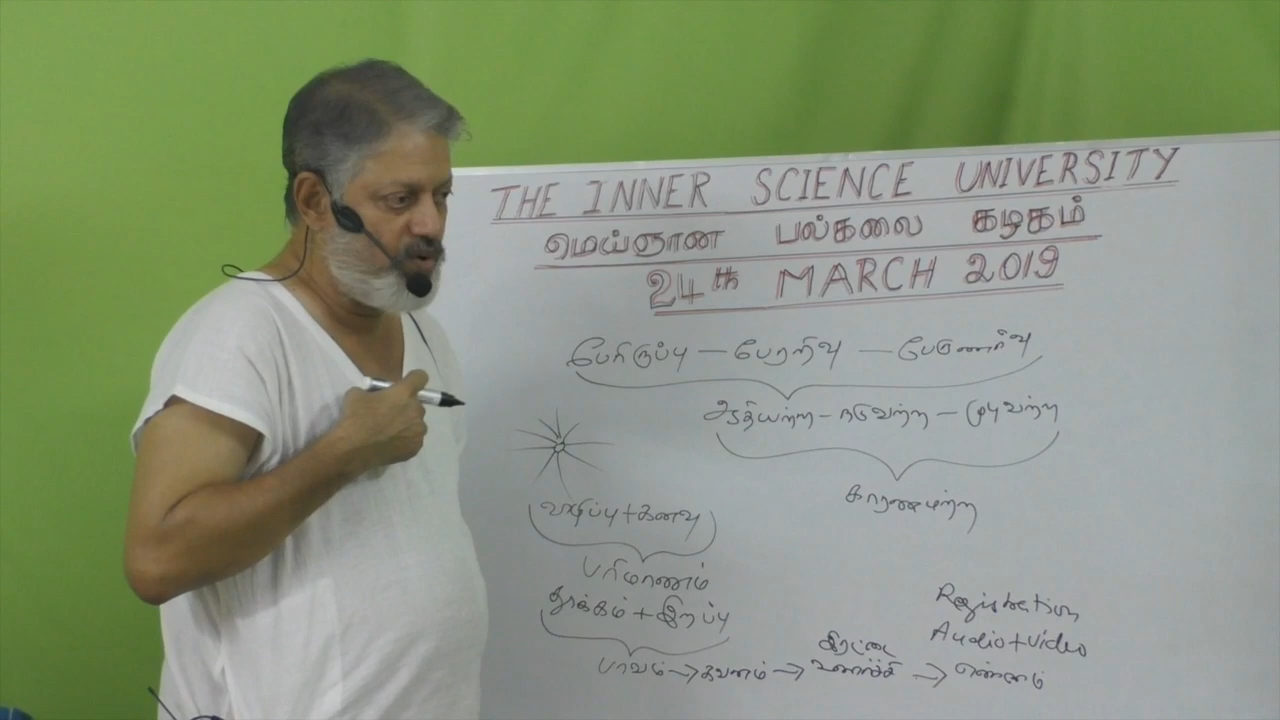 THE INNER SCIENCE UNIVERSITY
மெய்ஞான பல்கலை கழகம்
24th MARCH 2019
பேரிருப்பு — பேரறிவு — பேருணர்வு
அடியற்ற — நடுவற்ற — முடிவற்ற
காரணமற்ற
விழிப்பு + கனவு
பரிமாணம்
தூக்கம் + இறப்பு
Registration
Audio + video
இரட்டை
பாவம் → கவனம் → உணர்ச்சி → எண்ணம்